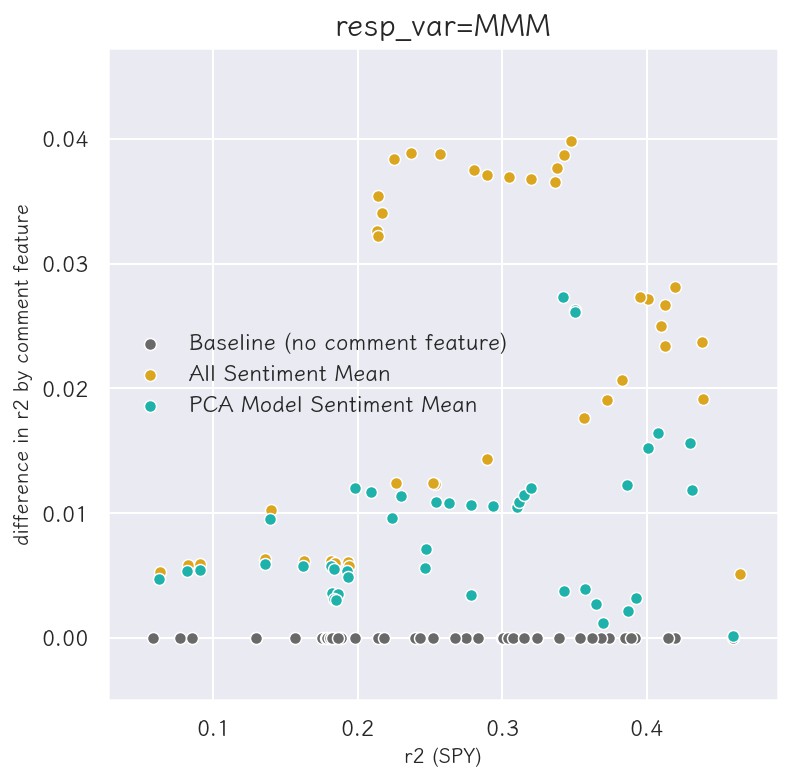 resp_var=MMM
difference in r2 by comment feature
0.04
0.03
0.02
0.01
0.00
Baseline (no comment feature)
All Sentiment Mean
PCA Model Sentiment Mean
0.1 0.2 0.3 0.4
r2 (SPY)